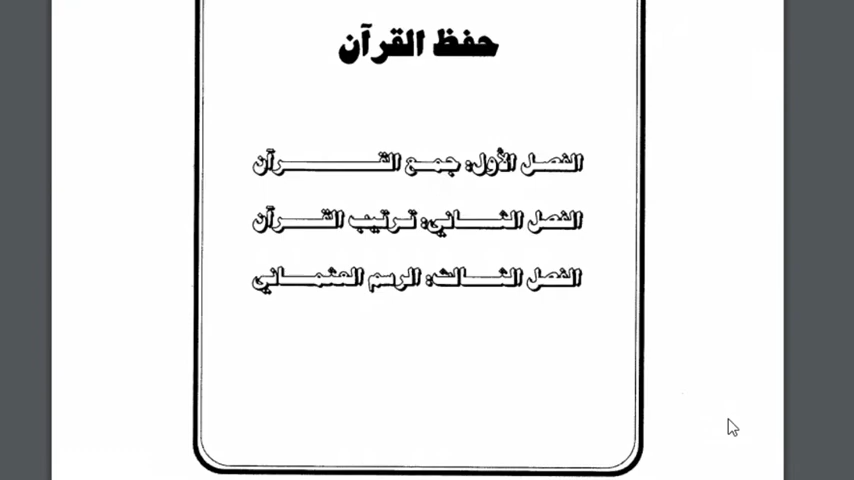 حفظ القرآن
الفصل الأول: جمع القرآن
الفصل الثاني: ترتيب القرآن
الفصل الثالث: الرسم العثماني